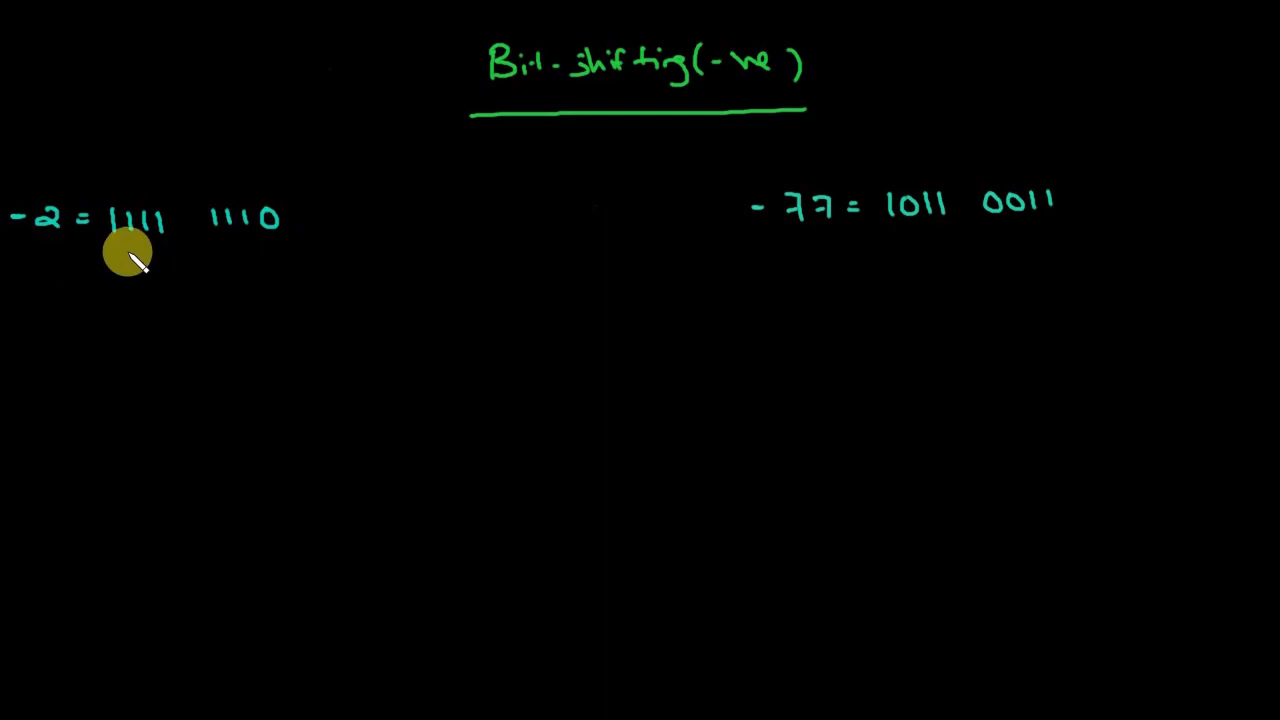 Bit-shifting(-ve)
-2 = 1111 1110
-77 = 1011 0011